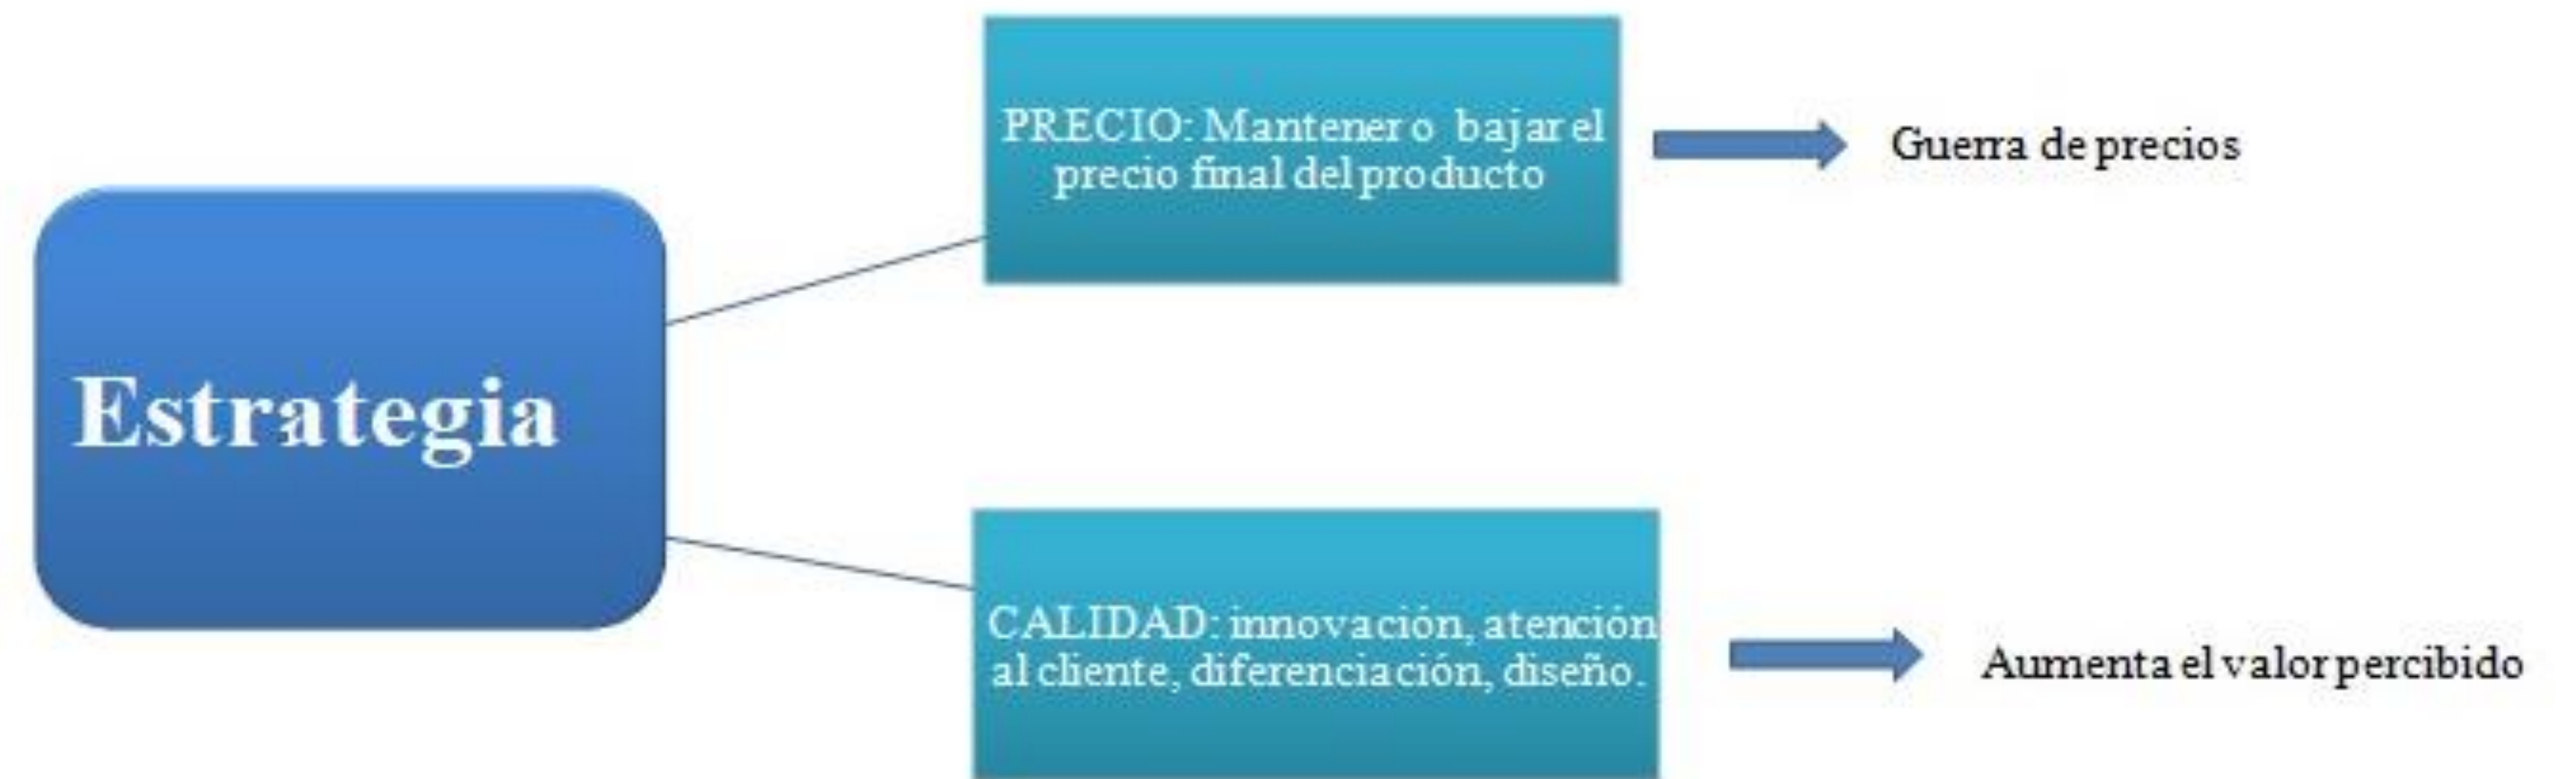 Estrategia
PRECIO: Mantener o bajar el
precio final del producto
Guerra de precios
CALIDAD: innovación, atención
al cliente, diferenciación, diseño.
Aumenta el valor percibido